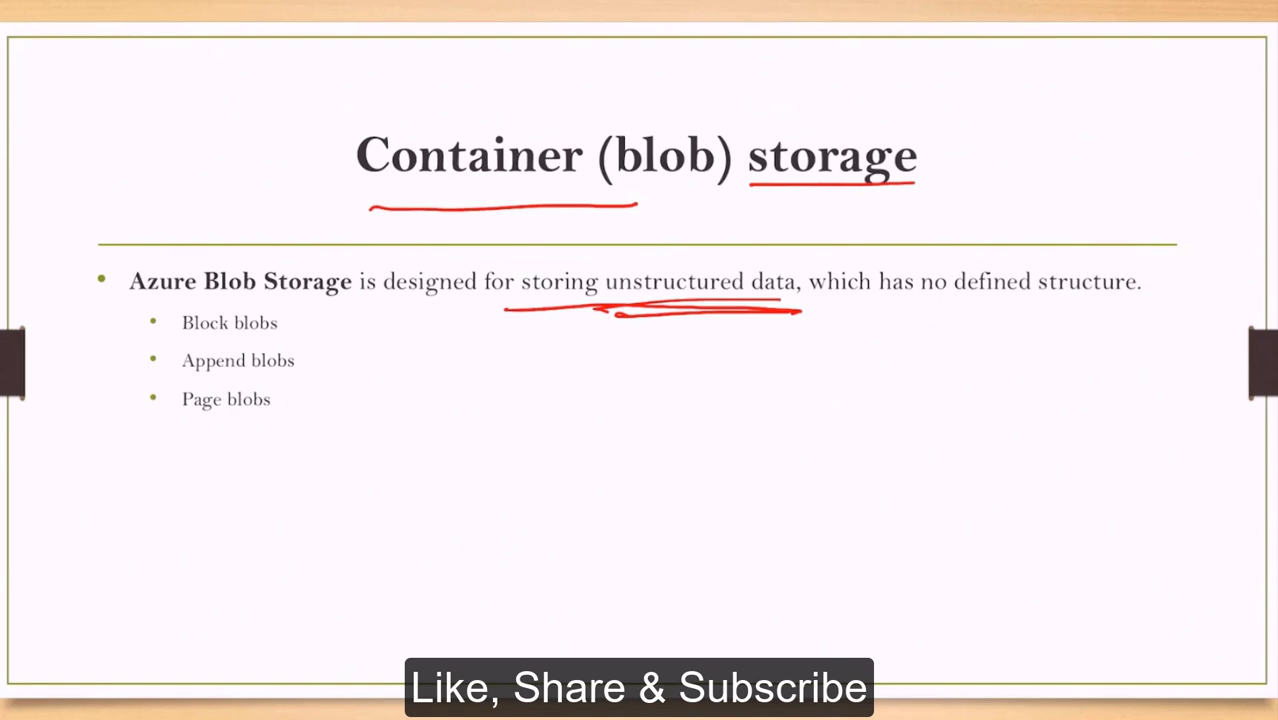 Container (blob) storage
Azure Blob Storage is designed for storing unstructured data, which has no defined structure.
Block blobs
Append blobs
Page blobs
Like, Share & Subscribe